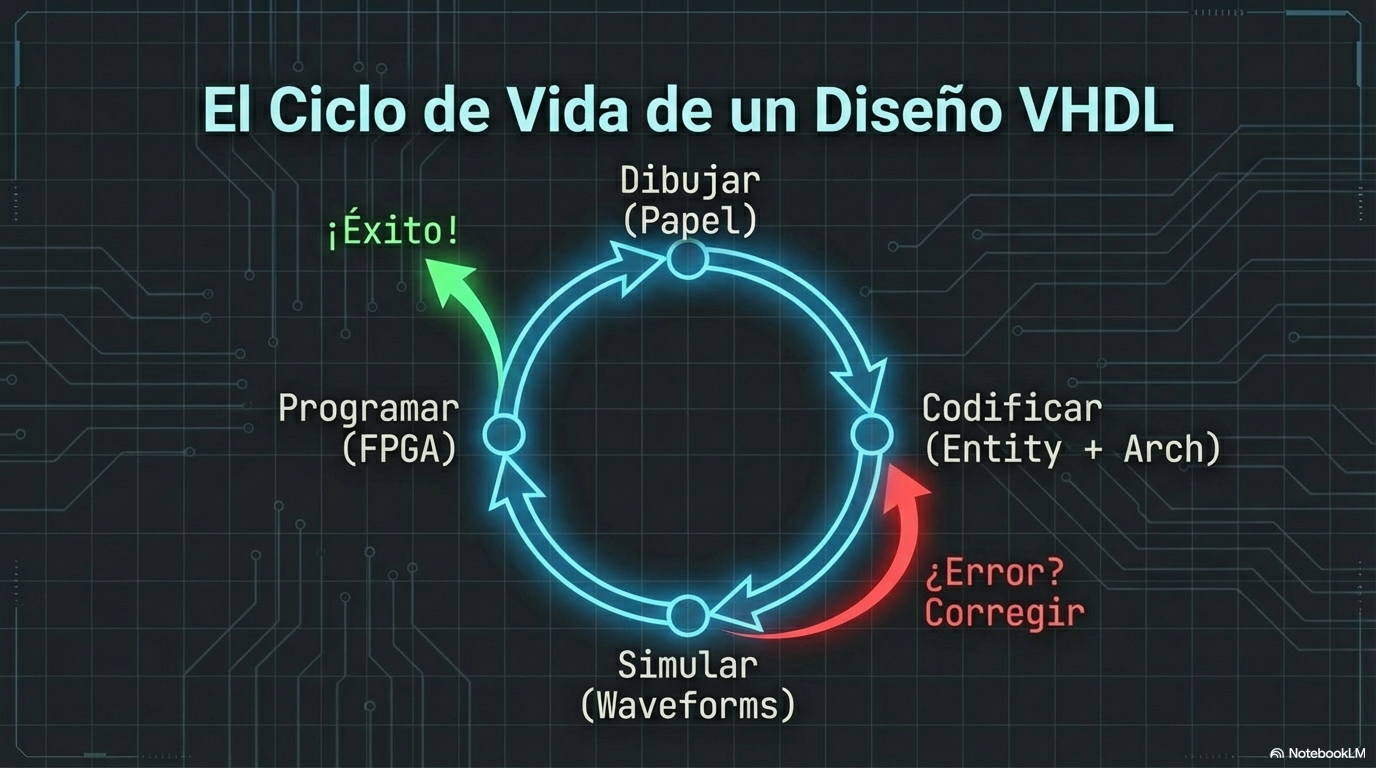 El Ciclo de Vida de un Diseño VHDL
Dibujar
(Papel)
¡Éxito!
Programar
(FPGA)
Codificar
(Entity + Arch)
¿Error?
Corregir
Simular
(Waveforms)
NotebookLM